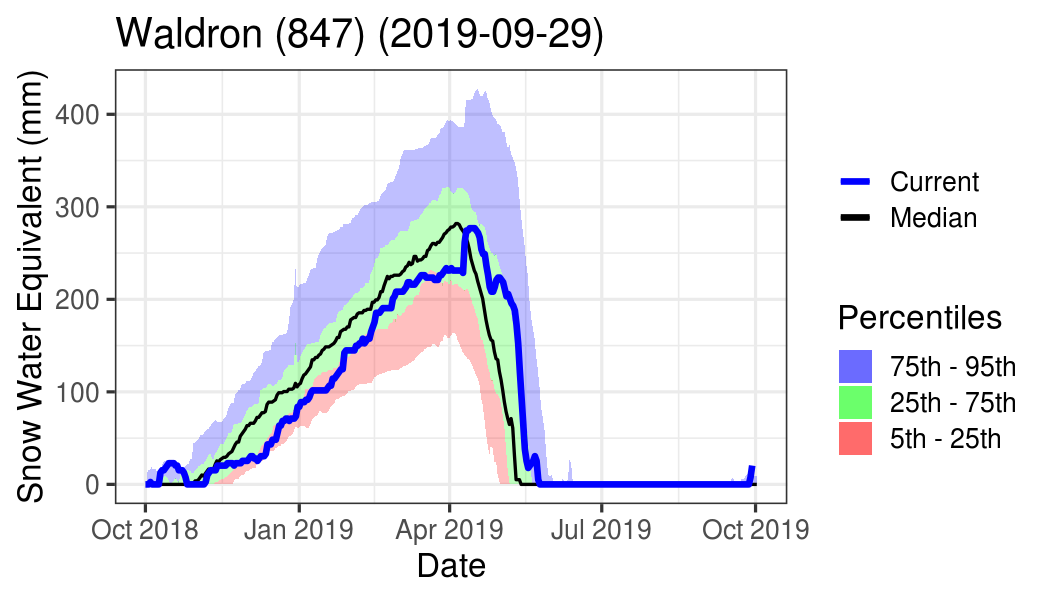 Waldron (847) (2019-09-29)
Snow Water Equivalent (mm)
400
300
200
100
0
Oct 2018
Jan 2019
Apr 2019
Jul 2019
Oct 2019
Date
Current
Median
Percentiles
75th - 95th
25th - 75th
5th - 25th